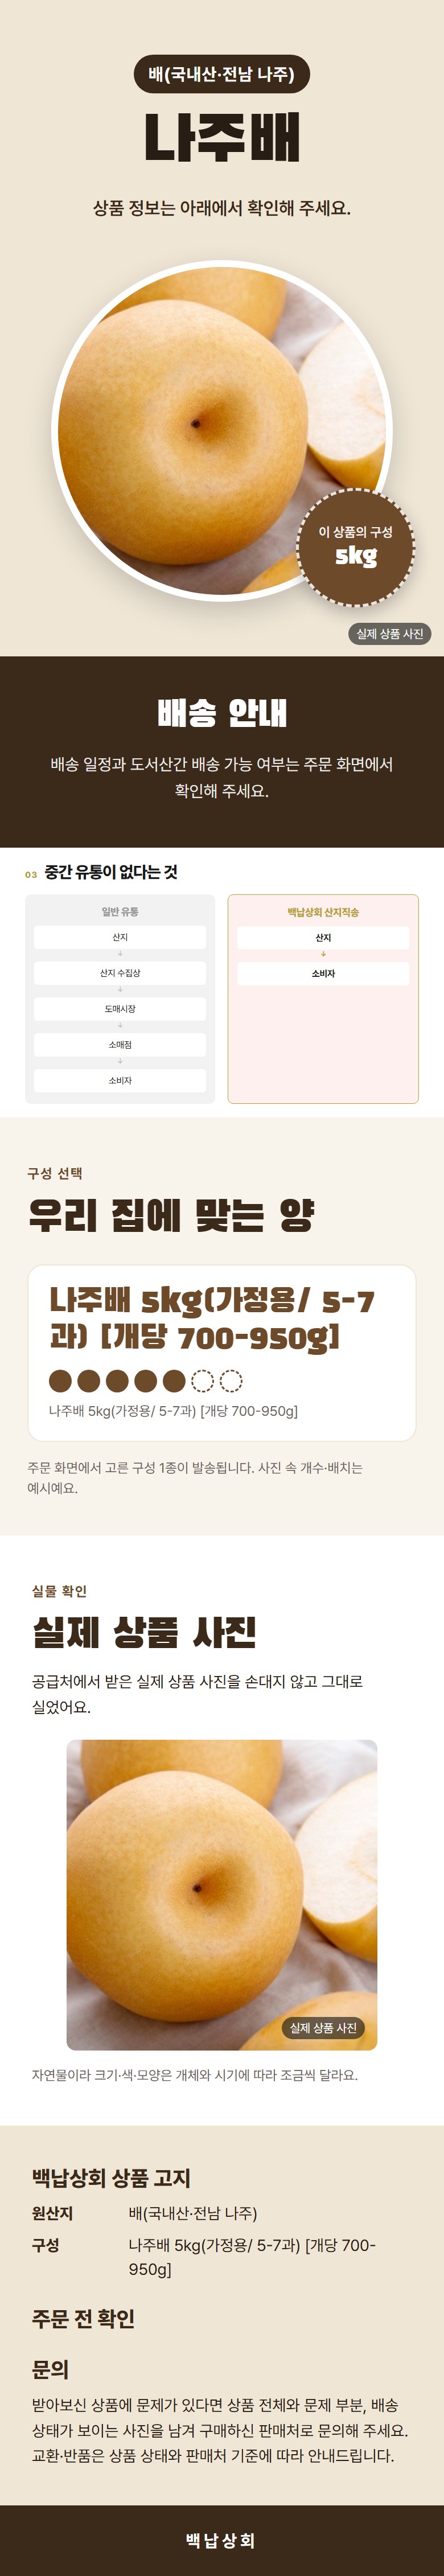 배(국내산·전남 나주)
나주배
상품 정보는 아래에서 확인해 주세요.
이 상품의 구성
5kg
실제 상품 사진
배송 안내
배송 일정과 도서산간 배송 가능 여부는 주문 화면에서
확인해 주세요.
03 중간 유통이 없다는 것
일반 유통
산지
↓
산지 수집상
↓
도매시장
↓
소매점
↓
소비자
백납상회 산지직송
산지
↓
소비자
구성 선택
우리 집에 맞는 양
나주배 5kg(가정용/ 5-7
과) [개당 700-950g]
나주배 5kg(가정용/ 5-7과) [개당 700-950g]
주문 화면에서 고른 구성 1종이 발송됩니다. 사진 속 개수·배치는
예시예요.
실물 확인
실제 상품 사진
공급처에서 받은 실제 상품 사진을 손대지 않고 그대로
실었어요.
실제 상품 사진
자연물이라 크기·색·모양은 개체와 시기에 따라 조금씩 달라요.
백납상회 상품 고지
원산지 배(국내산·전남 나주)
구성 나주배 5kg(가정용/ 5-7과) [개당 700-
950g]
주문 전 확인
문의
받아보신 상품에 문제가 있다면 상품 전체와 문제 부분, 배송
상태가 보이는 사진을 남겨 구매하신 판매처로 문의해 주세요.
교환·반품은 상품 상태와 판매처 기준에 따라 안내드립니다.
백납상회